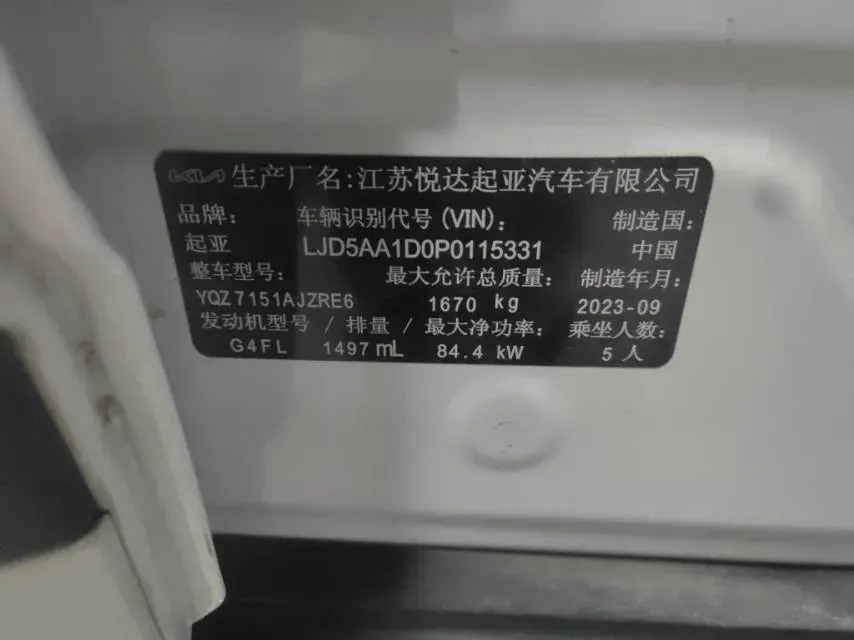 KIA 生产厂名:江苏悦达起亚汽车有限公司
品牌: 车辆识别代号(VIN): 制造国:
起亚 LJD5AA1D0P0115331 中国
整车型号: 最大允许总质量: 制造年月:
YQZ7151AJZRE6 1670 kg 2023-09
发动机型号 / 排量 / 最大净功率: 乘坐人数:
G4FL 1497 mL 84.4 kW 5 人